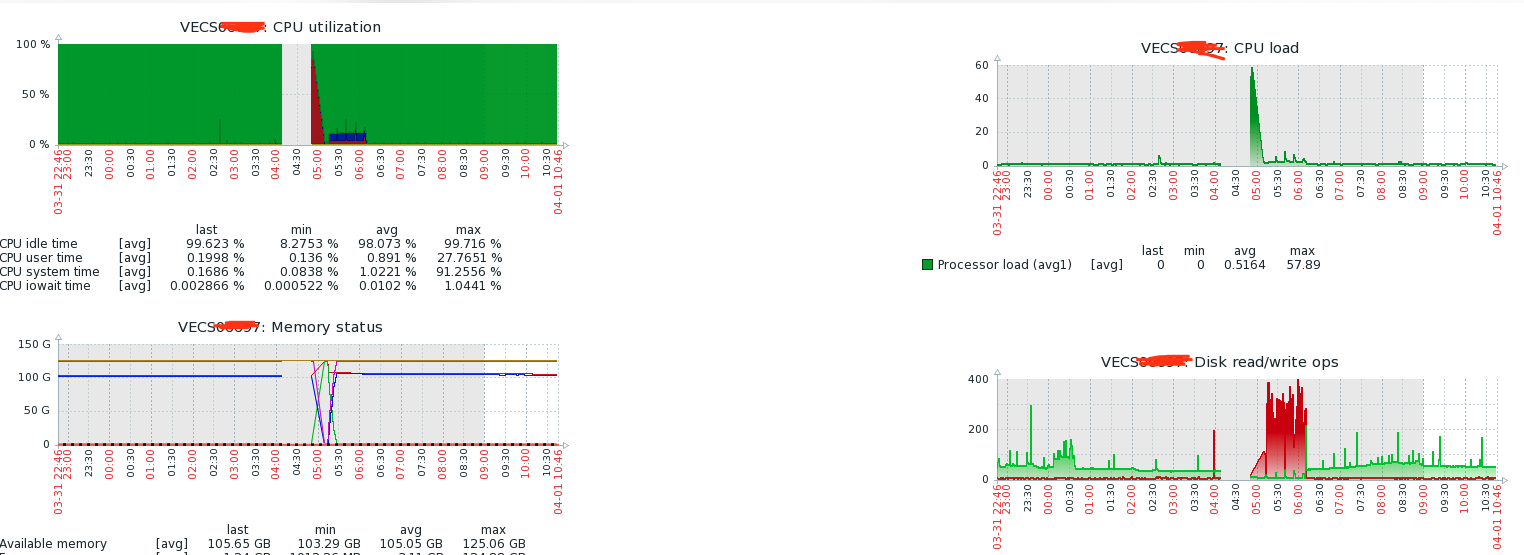 VECS : CPU utilization
100 %
50 %
0 %
03-31 22:46 23:00 23:30 00:00 00:30 01:00 01:30 02:00 02:30 03:00 03:30 04:00 04:30 05:00 05:30 06:00 06:30 07:00 07:30 08:00 08:30 09:00 09:30 10:00 10:30 04-01 10:46
last min avg max
CPU idle time [avg] 99.623 % 8.2753 % 98.073 % 99.716 %
CPU user time [avg] 0.1998 % 0.136 % 0.891 % 27.7651 %
CPU system time [avg] 0.1686 % 0.0838 % 1.0221 % 91.2556 %
CPU iowait time [avg] 0.002866 % 0.000522 % 0.0102 % 1.0441 %
VECS : CPU load
60
40
20
0
03-31 22:46 23:00 23:30 00:00 00:30 01:00 01:30 02:00 02:30 03:00 03:30 04:00 04:30 05:00 05:30 06:00 06:30 07:00 07:30 08:00 08:30 09:00 09:30 10:00 10:30 04-01 10:46
last min avg max
Processor load (avg1) [avg] 0 0 0.5164 57.89
VECS : Memory status
150 G
100 G
50 G
0
03-31 22:46 23:00 23:30 00:00 00:30 01:00 01:30 02:00 02:30 03:00 03:30 04:00 04:30 05:00 05:30 06:00 06:30 07:00 07:30 08:00 08:30 09:00 09:30 10:00 10:30 04-01 10:46
last min avg max
Available memory [avg] 105.65 GB 103.29 GB 105.05 GB 125.06 GB
VECS : Disk read/write ops
400
200
0
03-31 22:46 23:00 23:30 00:00 00:30 01:00 01:30 02:00 02:30 03:00 03:30 04:00 04:30 05:00 05:30 06:00 06:30 07:00 07:30 08:00 08:30 09:00 09:30 10:00 10:30 04-01 10:46